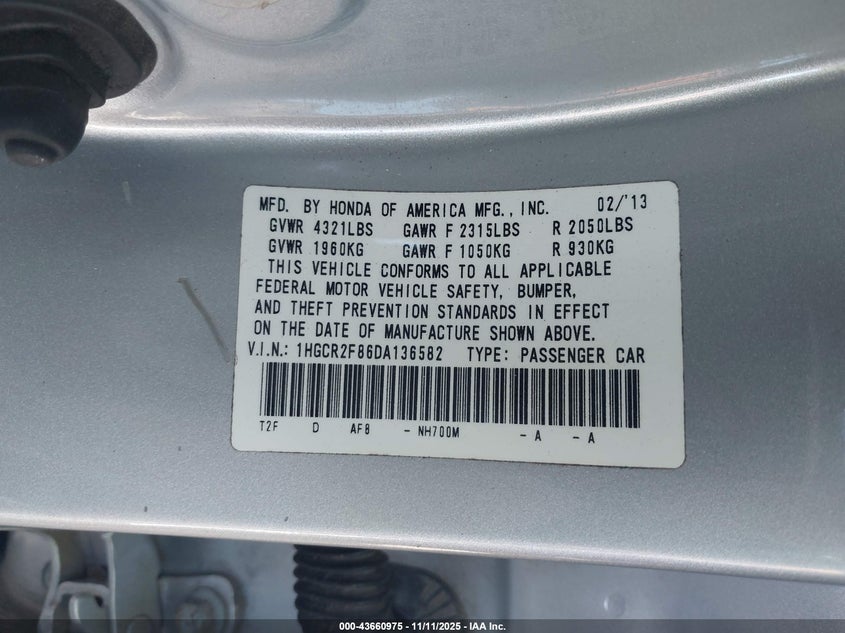 MFD. BY HONDA OF AMERICA MFG., INC. 02/'13
GVWR 4321LBS GAWR F 2315LBS R 2050LBS
GVWR 1960KG GAWR F 1050KG R 930KG
THIS VEHICLE CONFORMS TO ALL APPLICABLE
FEDERAL MOTOR VEHICLE SAFETY, BUMPER,
AND THEFT PREVENTION STANDARDS IN EFFECT
ON THE DATE OF MANUFACTURE SHOWN ABOVE.
V.I.N.: 1HGCR2F86DA136582 TYPE: PASSENGER CAR
T2F D AF8 - NH700M - A - A
000-43660975 - 11/11/2025 - IAA Inc.